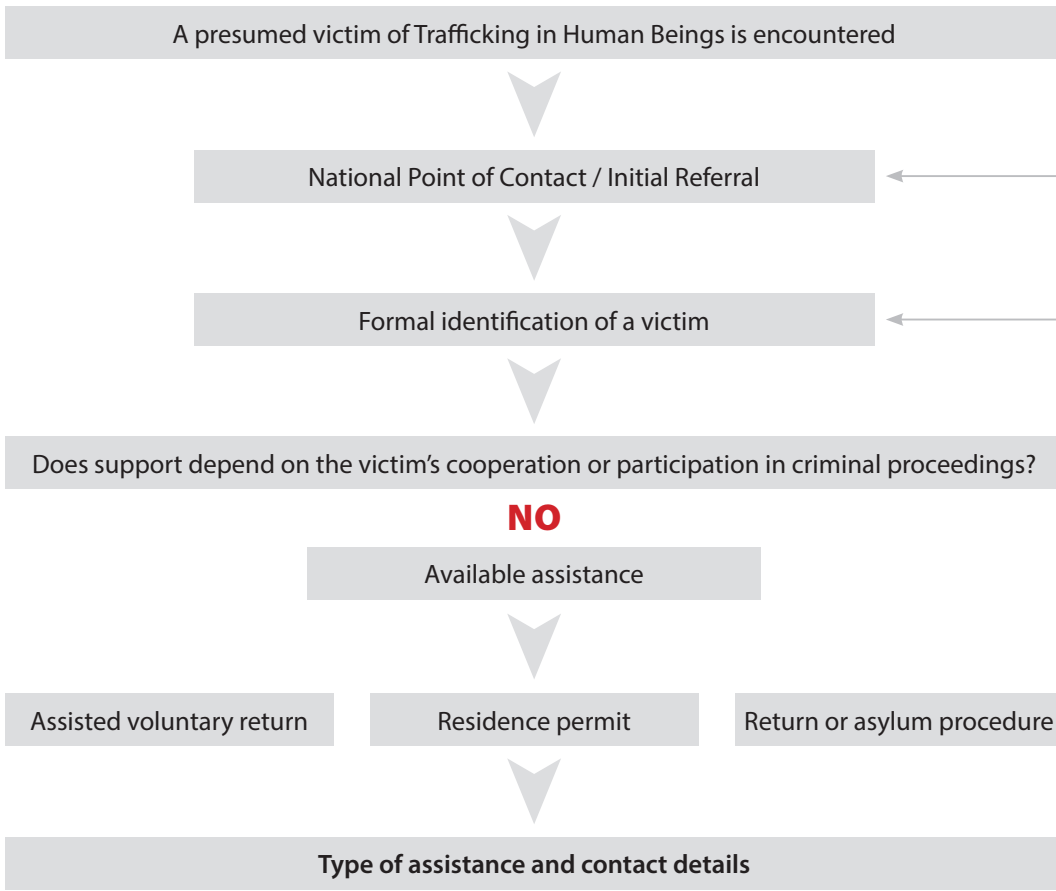 A presumed victim of Trafficking in Human Beings is encountered
National Point of Contact / Initial Referral
Formal identification of a victim
Does support depend on the victim's cooperation or participation in criminal proceedings?
NO
Available assistance
Assisted voluntary return
Residence permit
Return or asylum procedure
Type of assistance and contact details